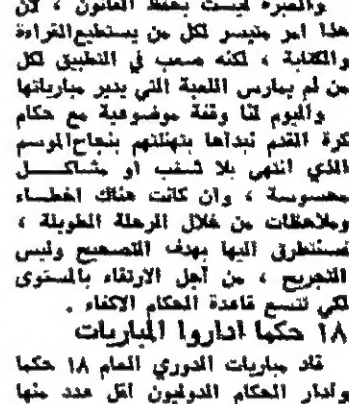 والعبرة ليست بحفظ القانون ، لان
هذا امر متيسر لكل من يستطيع القراءة
والكتابة ، لكنه صعب في التطبيق لكل
من لم يمارس اللعبة التي يدير مبارياتها
واليوم لنا وقفة موضوعية مع حكام
كرة القدم نبداها بتهنئتهم بنجاح الموسم
الذي انتهى بلا شغب او مشاكل
محسوسة ، وان كانت هناك اخطاء
وملاحظات من خلال الرحلة الطويلة ،
سنتطرق اليها بهدف التصحيح وليس
التجريح ، من أجل الارتقاء بالمستوى
لكي تتسع قاعدة الحكام الاكفاء .
١٨ حكما اداروا المباريات
قاد مباريات الدوري العام ١٨ حكما
وادار الحكام الدوليون اقل عدد منها